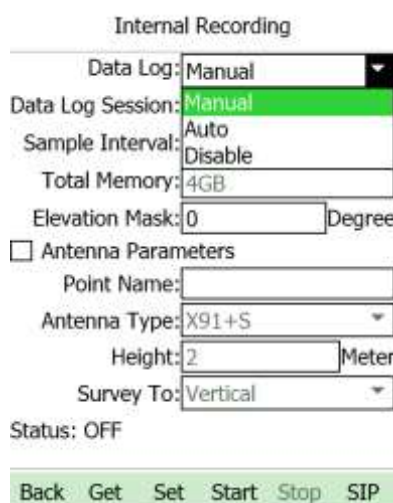 Internal Recording
Data Log: Manual
Data Log Session: Manual
Auto
Sample Interval:
Disable
Total Memory: 4GB
Elevation Mask: 0 Degree
Antenna Parameters
Point Name:
Antenna Type: X91+S
Height: 2 Meter
Survey To: Vertical
Status: OFF
Back Get Set Start Stop SIP